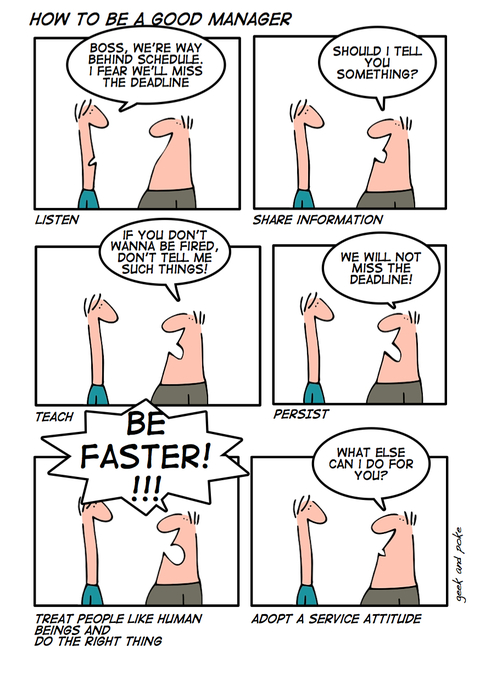 HOW TO BE A GOOD MANAGER
BOSS, WE'RE WAY
BEHIND SCHEDULE.
I FEAR WE'LL MISS
THE DEADLINE
LISTEN
SHOULD I TELL
YOU
SOMETHING?
SHARE INFORMATION
IF YOU DON'T
WANNA BE FIRED,
DON'T TELL ME
SUCH THINGS!
TEACH
WE WILL NOT
MISS THE
DEADLINE!
PERSIST
BE
FASTER!
!!!
TREAT PEOPLE LIKE HUMAN
BEINGS AND
DO THE RIGHT THING
WHAT ELSE
CAN I DO FOR
YOU?
ADOPT A SERVICE ATTITUDE
geek and poke